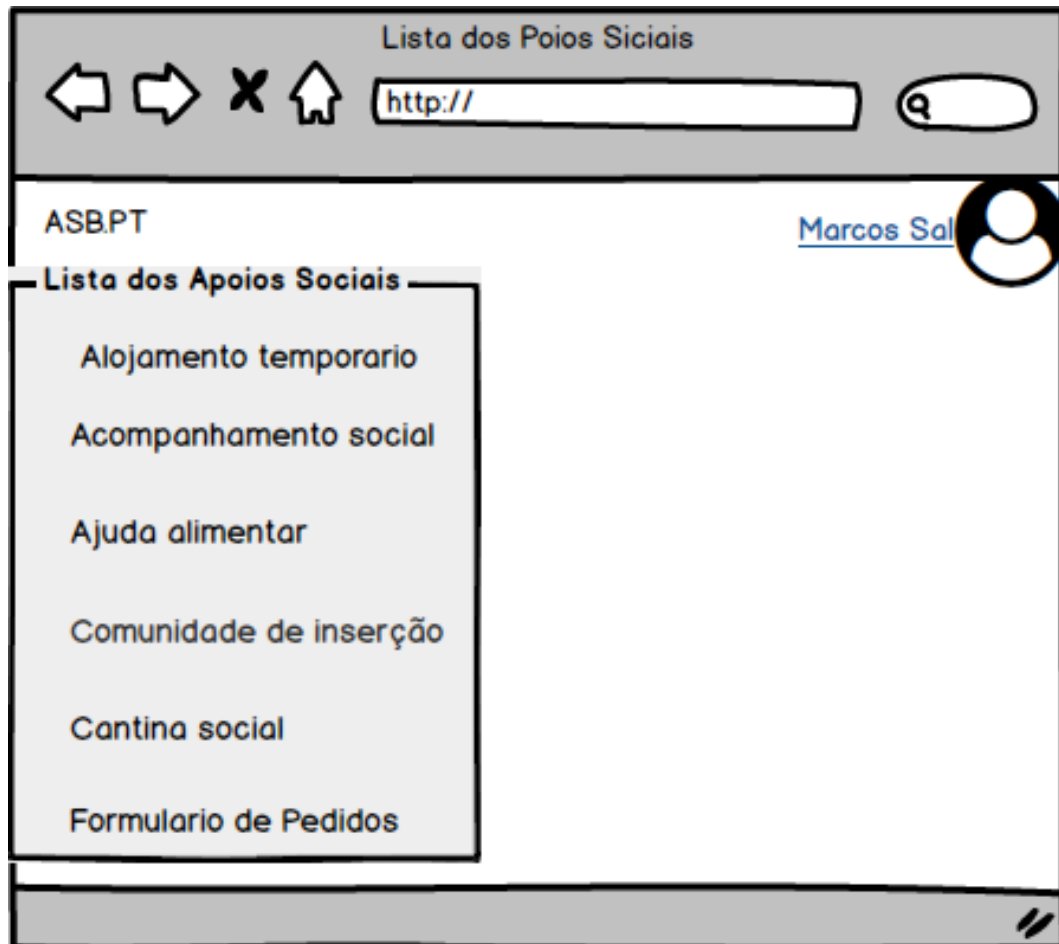 Lista dos Poios Siciais
http://
ASB.PT
Marcos Sal
Lista dos Apoios Sociais
Alojamento temporario
Acompanhamento social
Ajuda alimentar
Comunidade de inserção
Cantina social
Formulario de Pedidos